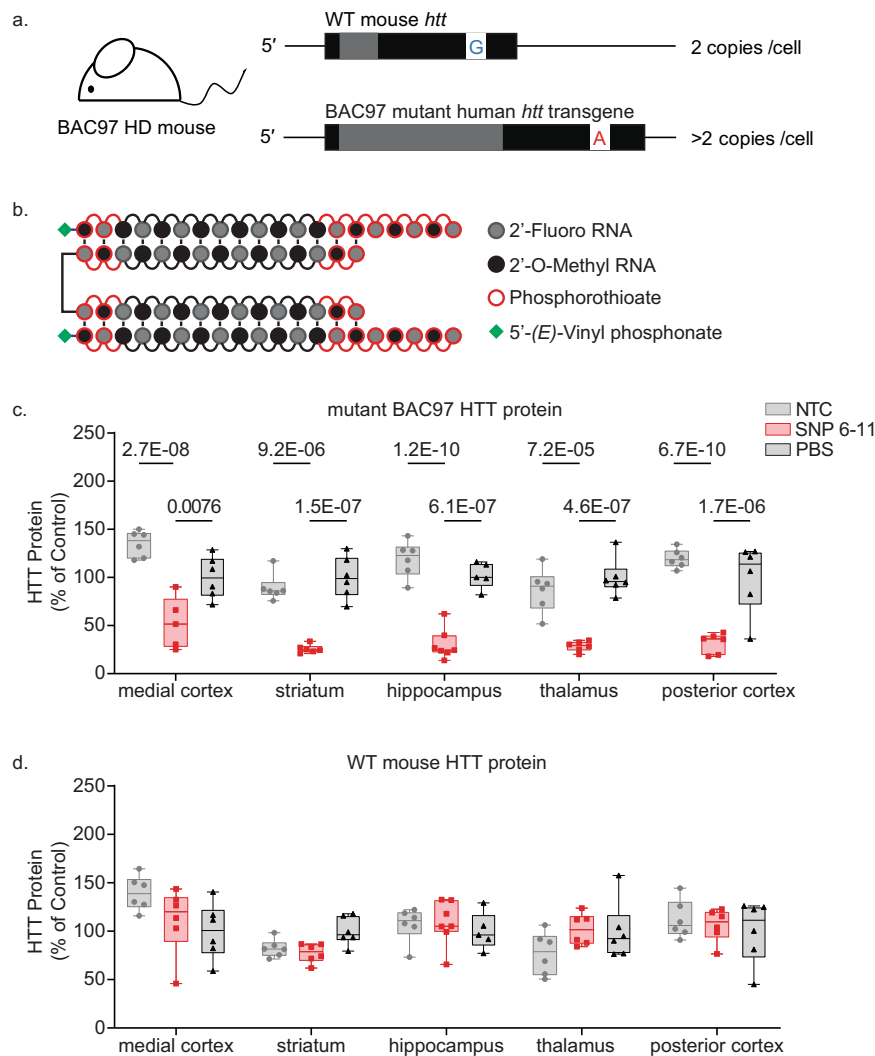 a.
WT mouse htt
5′
G
2 copies /cell
BAC97 HD mouse
BAC97 mutant human htt transgene
5′
A
>2 copies /cell
b.
2’-Fluoro RNA
2’-O-Methyl RNA
Phosphorothioate
5’-(E)-Vinyl phosphonate
c.
mutant BAC97 HTT protein
NTC
SNP 6-11
PBS
HTT Protein
(% of Control)
250
200
150
100
50
0
2.7E-08 9.2E-06 1.2E-10 7.2E-05 6.7E-10
0.0076 1.5E-07 6.1E-07 4.6E-07 1.7E-06
medial cortex striatum hippocampus thalamus posterior cortex
d.
WT mouse HTT protein
HTT Protein
(% of Control)
250
200
150
100
50
0
medial cortex striatum hippocampus thalamus posterior cortex